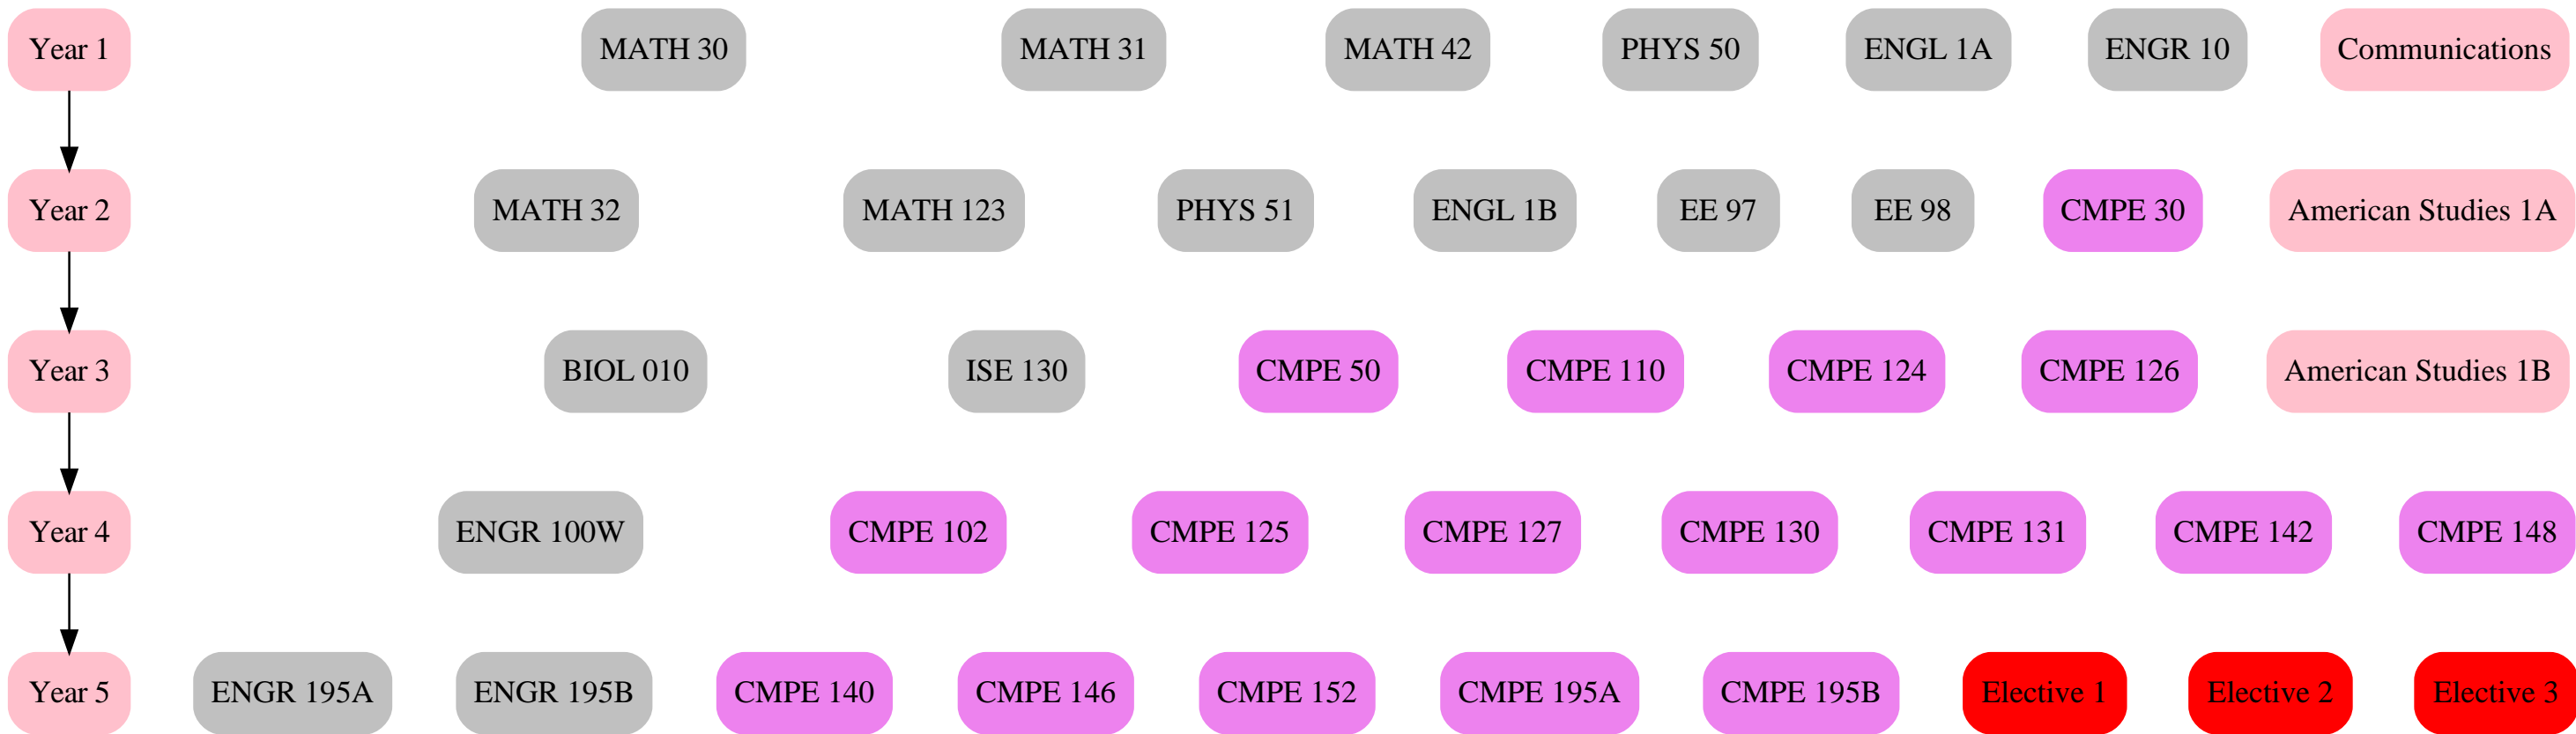 Year 1 MATH 30 MATH 31 MATH 42 PHYS 50 ENGL 1A ENGR 10 Communications
Year 2 MATH 32 MATH 123 PHYS 51 ENGL 1B EE 97 EE 98 CMPE 30 American Studies 1A
Year 3 BIOL 010 ISE 130 CMPE 50 CMPE 110 CMPE 124 CMPE 126 American Studies 1B
Year 4 ENGR 100W CMPE 102 CMPE 125 CMPE 127 CMPE 130 CMPE 131 CMPE 142 CMPE 148
Year 5 ENGR 195A ENGR 195B CMPE 140 CMPE 146 CMPE 152 CMPE 195A CMPE 195B Elective 1 Elective 2 Elective 3